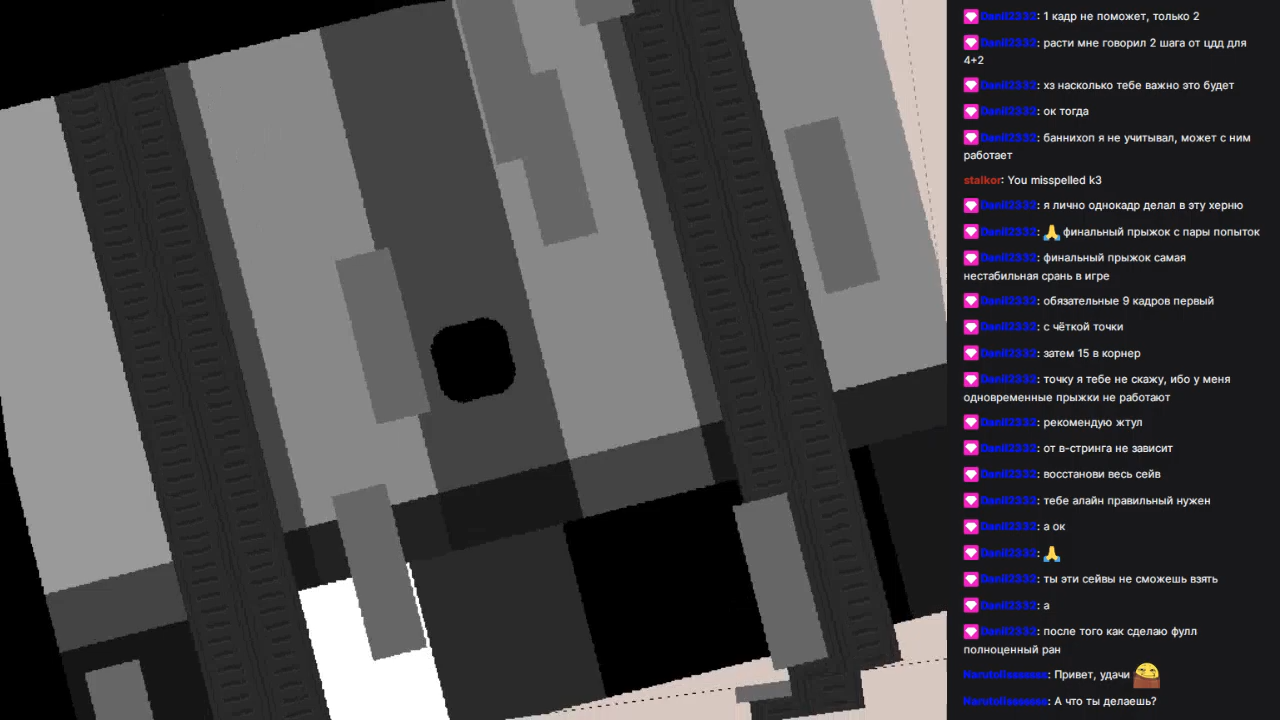 Danil2332: 1 кадр не поможет, только 2
Danil2332: расти мне говорил 2 шага от цдд для
4+2
Danil2332: хз насколько тебе важно это будет
Danil2332: ок тогда
Danil2332: баннихоп я не учитывал, может с ним
работает
stalkor: You misspelled k3
Danil2332: я лично однокадр делал в эту херню
Danil2332: 🙏 финальный прыжок с пары попыток
Danil2332: финальный прыжок самая
нестабильная срань в игре
Danil2332: обязательные 9 кадров первый
Danil2332: с чёткой точки
Danil2332: затем 15 в корнер
Danil2332: точку я тебе не скажу, ибо у меня
одновременные прыжки не работают
Danil2332: рекомендую жтул
Danil2332: от в-стринга не зависит
Danil2332: восстанови весь сейв
Danil2332: тебе алайн правильный нужен
Danil2332: а ок
Danil2332: 🙏
Danil2332: ты эти сейвы не сможешь взять
Danil2332: а
Danil2332: после того как сделаю фулл
полноценный ран
: Привет, удачи
: А что ты делаешь?